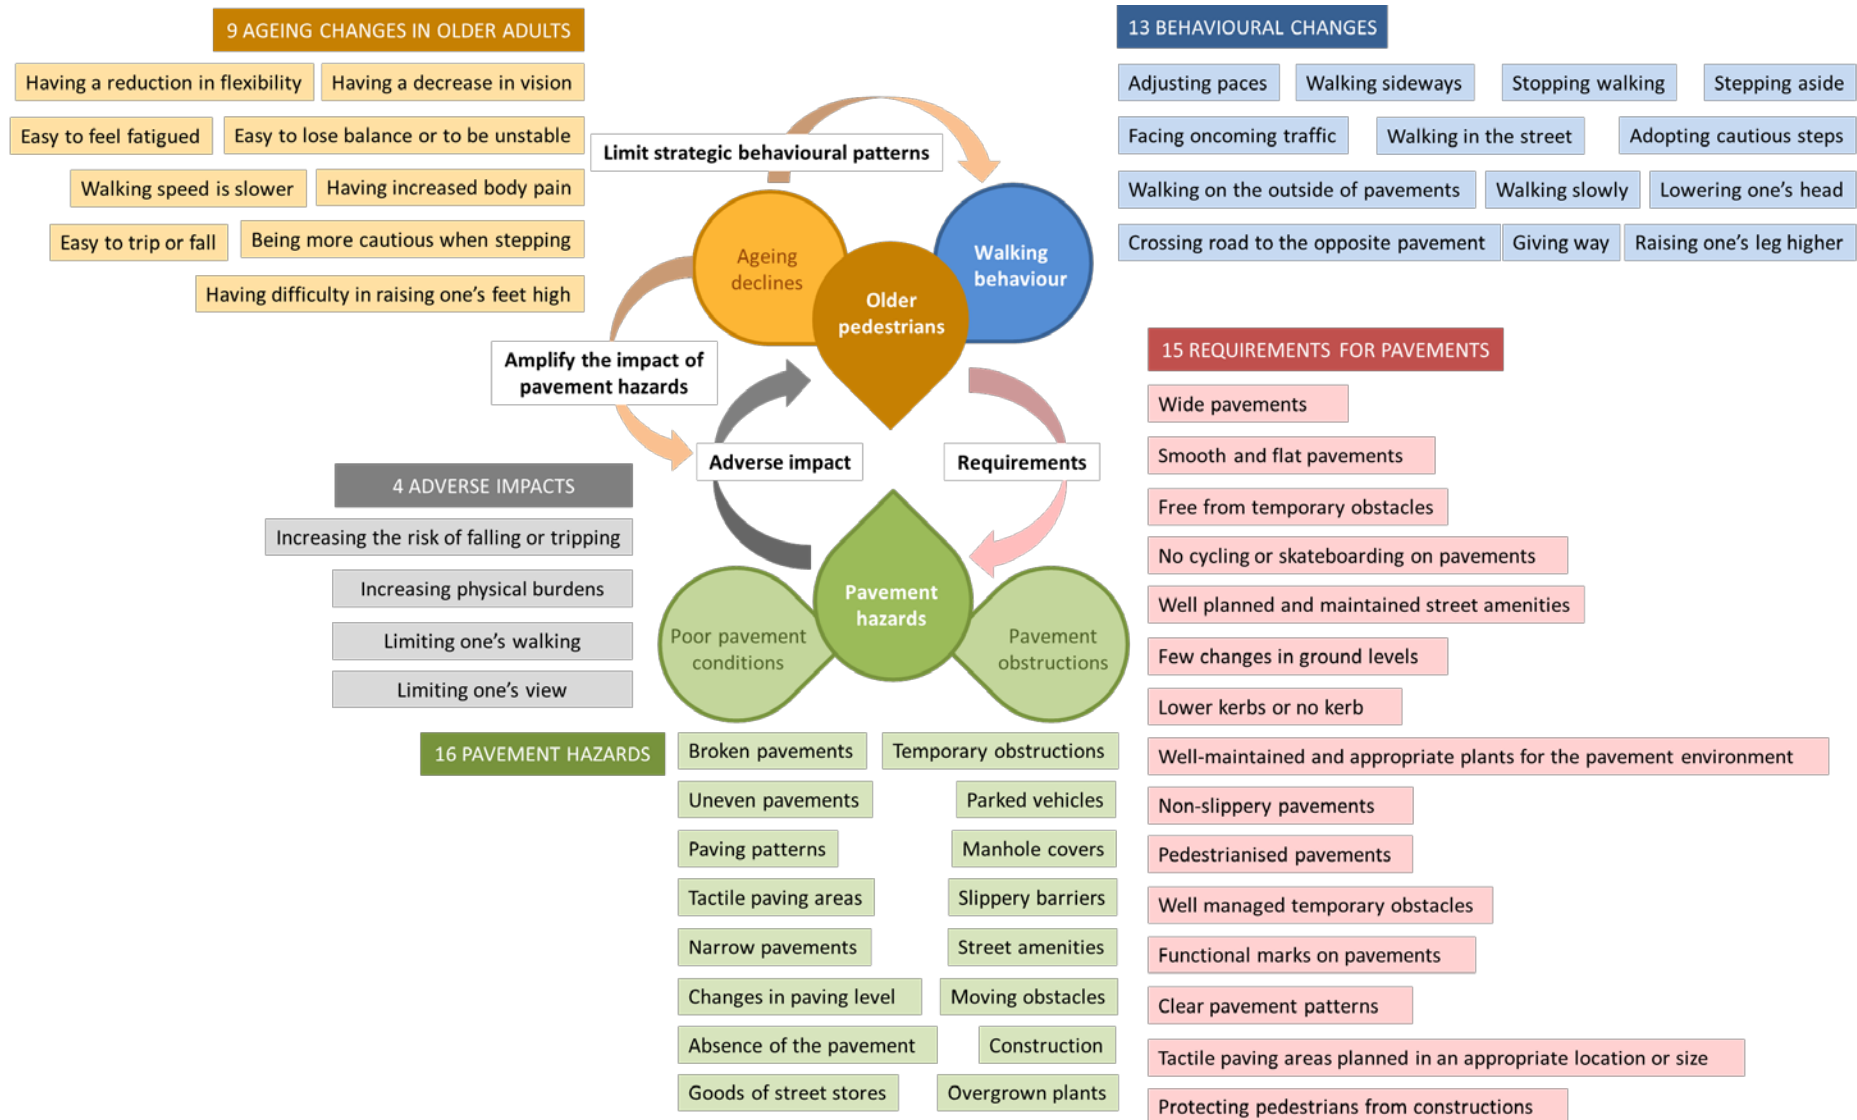 9 AGEING CHANGES IN OLDER ADULTS
Having a reduction in flexibility
Having a decrease in vision
Easy to feel fatigued
Easy to lose balance or to be unstable
Walking speed is slower
Having increased body pain
Easy to trip or fall
Being more cautious when stepping
Having difficulty in raising one's feet high
13 BEHAVIOURAL CHANGES
Adjusting paces
Walking sideways
Stopping walking
Stepping aside
Facing oncoming traffic
Walking in the street
Adopting cautious steps
Walking on the outside of pavements
Walking slowly
Lowering one's head
Crossing road to the opposite pavement
Giving way
Raising one's leg higher
Limit strategic behavioural patterns
Ageing
declines
Walking
behaviour
Older
pedestrians
Amplify the impact of
pavement hazards
Adverse impact
Requirements
Pavement
hazards
Poor pavement
conditions
Pavement
obstructions
4 ADVERSE IMPACTS
Increasing the risk of falling or tripping
Increasing physical burdens
Limiting one's walking
Limiting one's view
16 PAVEMENT HAZARDS
Broken pavements
Temporary obstructions
Uneven pavements
Parked vehicles
Paving patterns
Manhole covers
Tactile paving areas
Slippery barriers
Narrow pavements
Street amenities
Changes in paving level
Moving obstacles
Absence of the pavement
Construction
Goods of street stores
Overgrown plants
15 REQUIREMENTS FOR PAVEMENTS
Wide pavements
Smooth and flat pavements
Free from temporary obstacles
No cycling or skateboarding on pavements
Well planned and maintained street amenities
Few changes in ground levels
Lower kerbs or no kerb
Well-maintained and appropriate plants for the pavement environment
Non-slippery pavements
Pedestrianised pavements
Well managed temporary obstacles
Functional marks on pavements
Clear pavement patterns
Tactile paving areas planned in an appropriate location or size
Protecting pedestrians from constructions